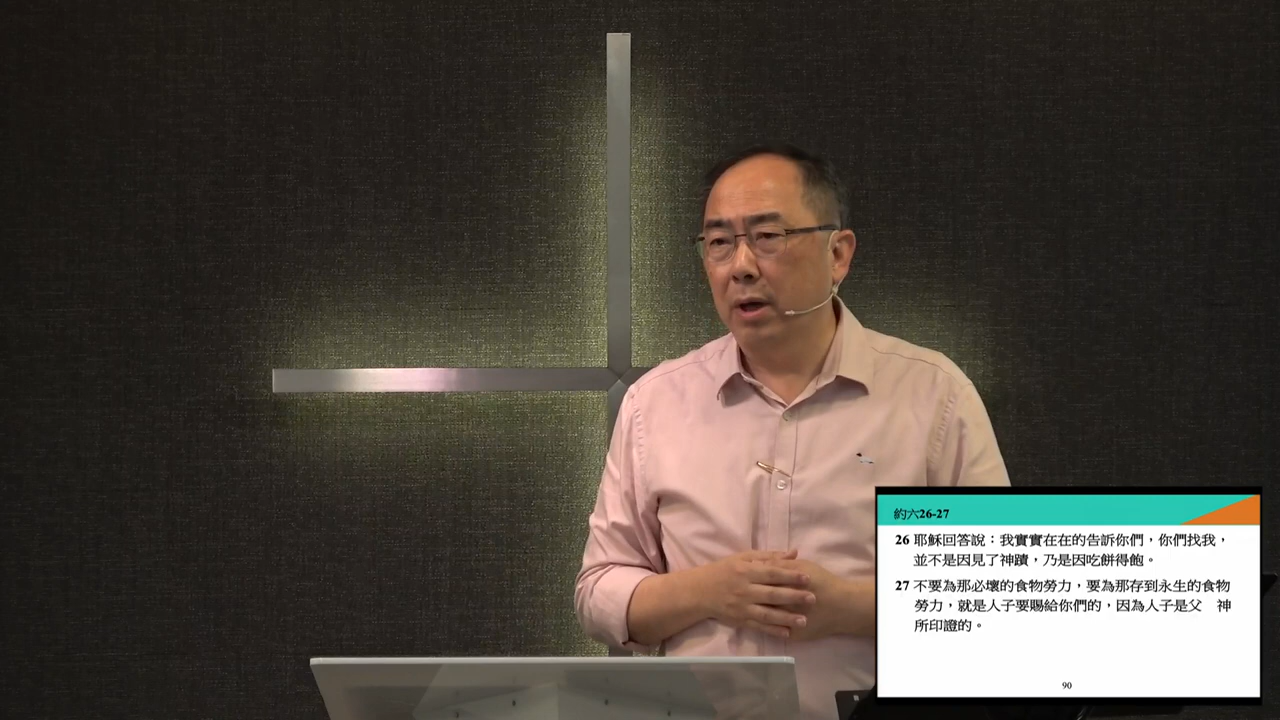 約六26-27
26 耶穌回答說：我實實在在的告訴你們，你們找我，
並不是因見了神蹟，乃是因吃餅得飽。
27 不要為那必壞的食物勞力，要為那存到永生的食物
勞力，就是人子要賜給你們的，因為人子是父　神
所印證的。
90